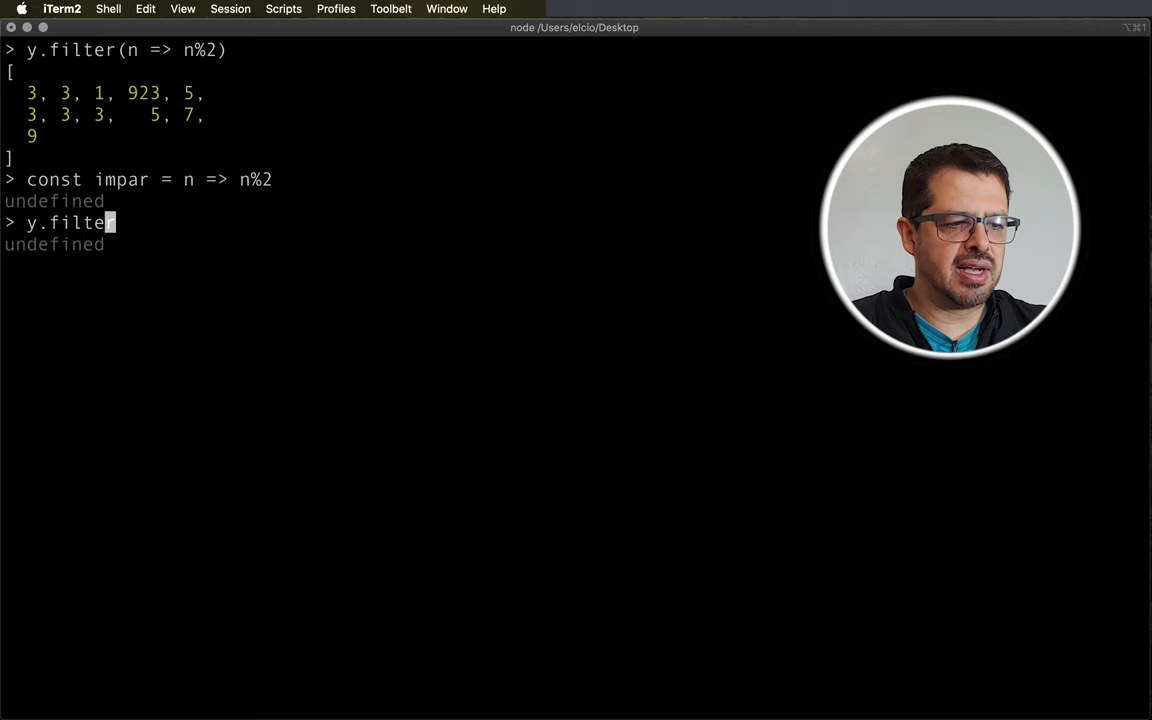 iTerm2 Shell Edit View Session Scripts Profiles Toolbelt Window Help
node /Users/elcio/Desktop
⌥⌘1
> y.filter(n => n%2)
[
3, 3, 1, 923, 5,
3, 3, 3, 5, 7,
9
]
> const impar = n => n%2
undefined
> y.filter
undefined